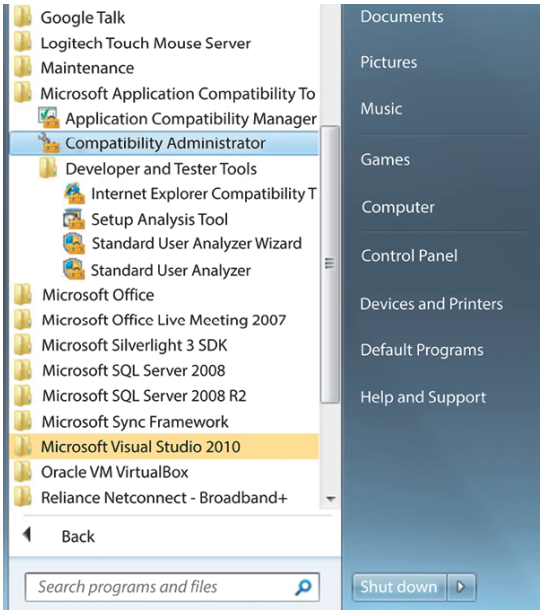 Google Talk
Logitech Touch Mouse Server
Maintenance
Microsoft Application Compatibility To
Application Compatibility Manager
Compatibility Administrator
Developer and Tester Tools
Internet Explorer Compatibility T
Setup Analysis Tool
Standard User Analyzer Wizard
Standard User Analyzer
Microsoft Office
Microsoft Office Live Meeting 2007
Microsoft Silverlight 3 SDK
Microsoft SQL Server 2008
Microsoft SQL Server 2008 R2
Microsoft Sync Framework
Microsoft Visual Studio 2010
Oracle VM VirtualBox
Reliance Netconnect - Broadband+
Back
Search programs and files
Documents
Pictures
Music
Games
Computer
Control Panel
Devices and Printers
Default Programs
Help and Support
Shut down